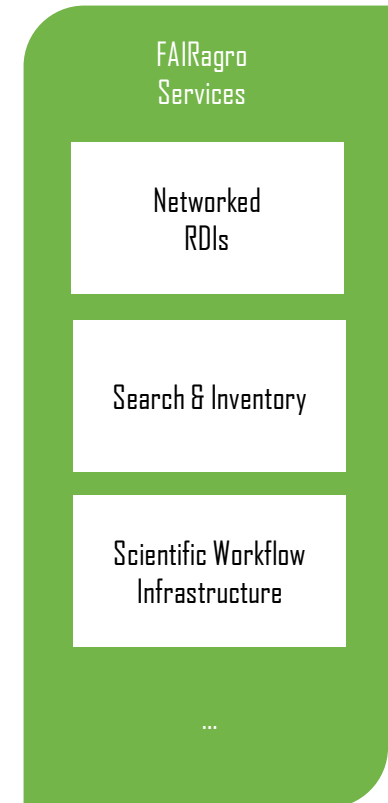 FAIRagro
Services
Networked
RDIs
Search & Inventory
Scientific Workflow
Infrastructure
...